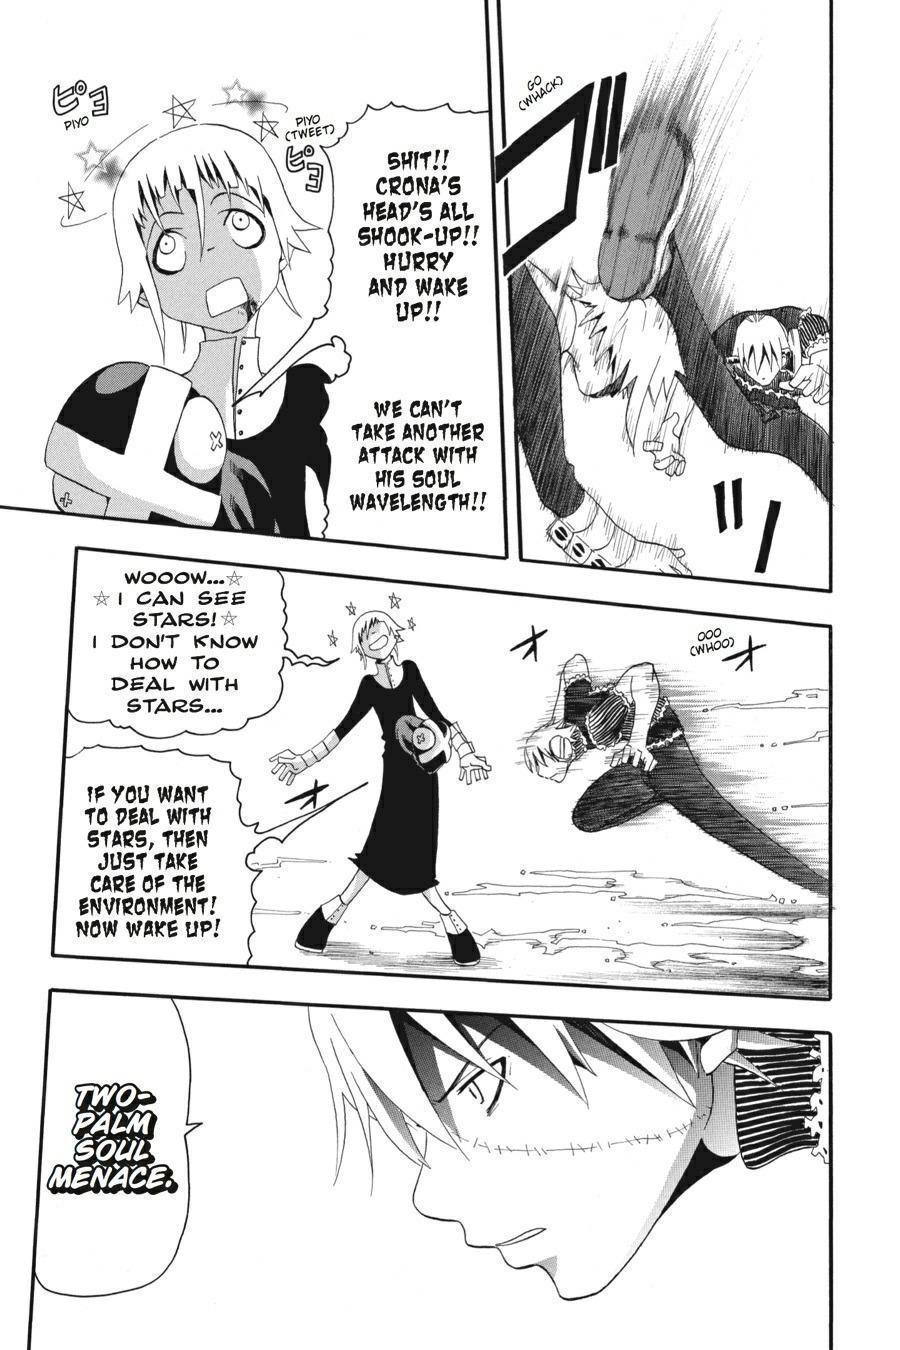 GO
(WHACK)
ゴッ
ピヨ
PIYO
PIYO
(TWEET)
ピヨ
SHIT!!
CRONA'S
HEAD'S ALL
SHOOK-UP!!
HURRY
AND WAKE
UP!!
WE CAN'T
TAKE ANOTHER
ATTACK WITH
HIS SOUL
WAVELENGTH!!
OOO
(WHOO)
オ
オ
オ
WOOOW...☆
☆I CAN SEE
STARS!☆
I DON'T KNOW
HOW TO
DEAL WITH
STARS...
IF YOU WANT
TO DEAL WITH
STARS, THEN
JUST TAKE
CARE OF THE
ENVIRONMENT!
NOW WAKE UP!
TWO-
PALM
SOUL
MENACE.